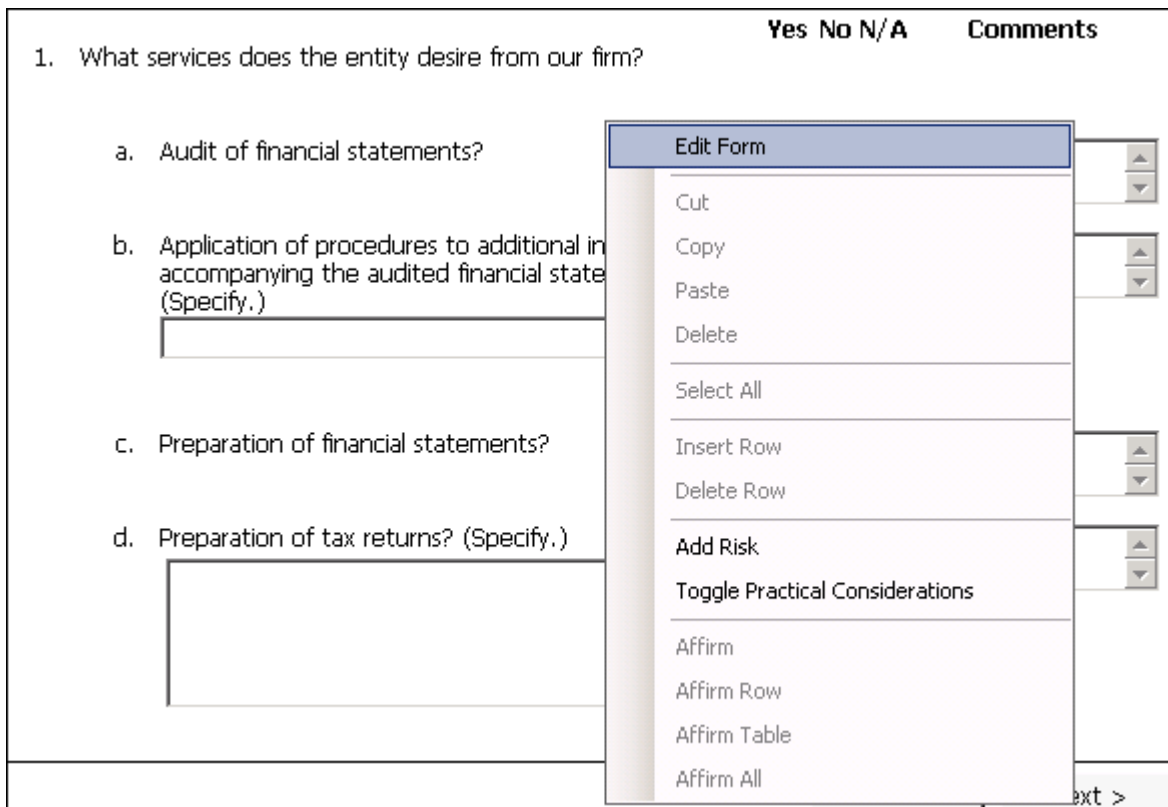 Yes No N/A Comments
1. What services does the entity desire from our firm?
a. Audit of financial statements?
b. Application of procedures to additional in
accompanying the audited financial state
(Specify.)
c. Preparation of financial statements?
d. Preparation of tax returns? (Specify.)
Edit Form
Cut
Copy
Paste
Delete
Select All
Insert Row
Delete Row
Add Risk
Toggle Practical Considerations
Affirm
Affirm Row
Affirm Table
Affirm All
ext >